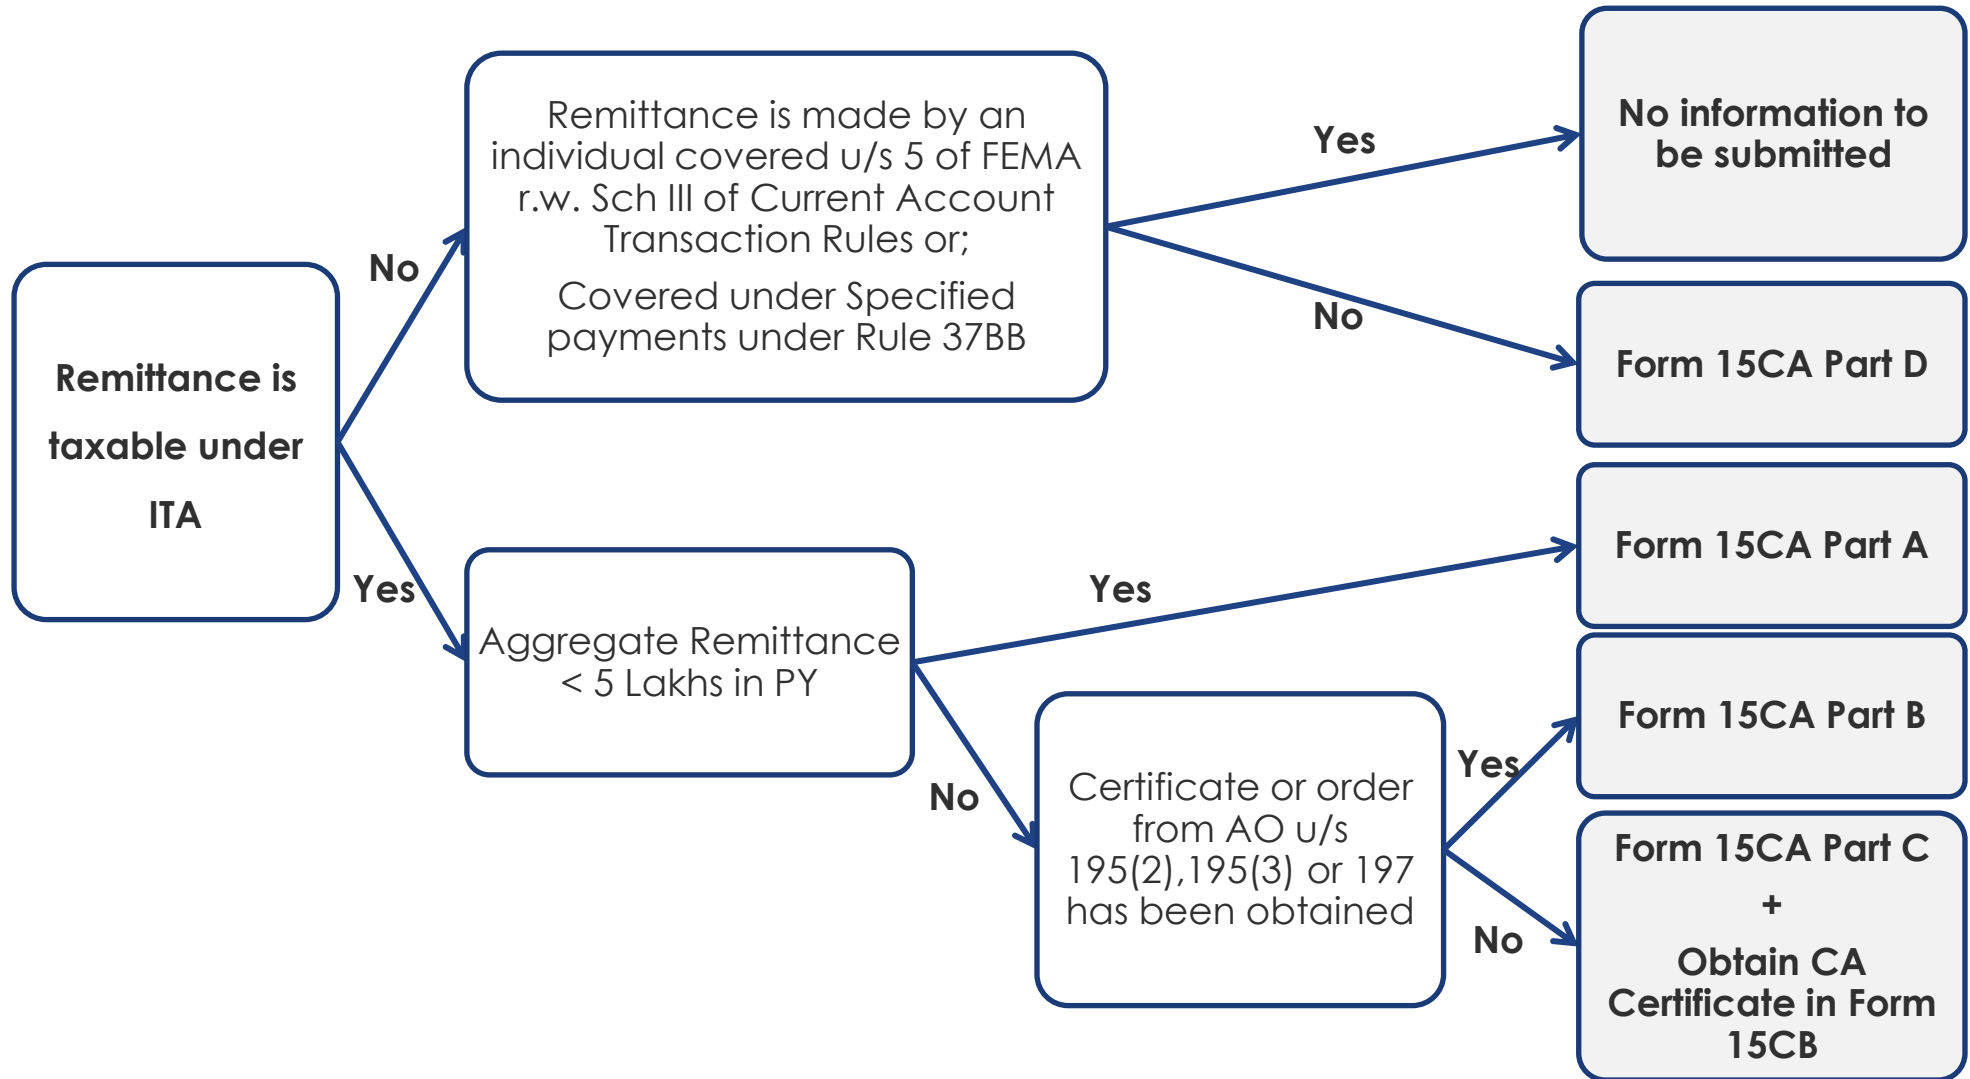 Remittance is
taxable under
ITA
No
Yes
Remittance is made by an
individual covered u/s 5 of FEMA
r.w. Sch III of Current Account
Transaction Rules or;
Covered under Specified
payments under Rule 37BB
Yes
No
No information to
be submitted
Form 15CA Part D
Aggregate Remittance
< 5 Lakhs in PY
Yes
No
Form 15CA Part A
Certificate or order
from AO u/s
195(2),195(3) or 197
has been obtained
Yes
No
Form 15CA Part B
Form 15CA Part C
+
Obtain CA
Certificate in Form
15CB